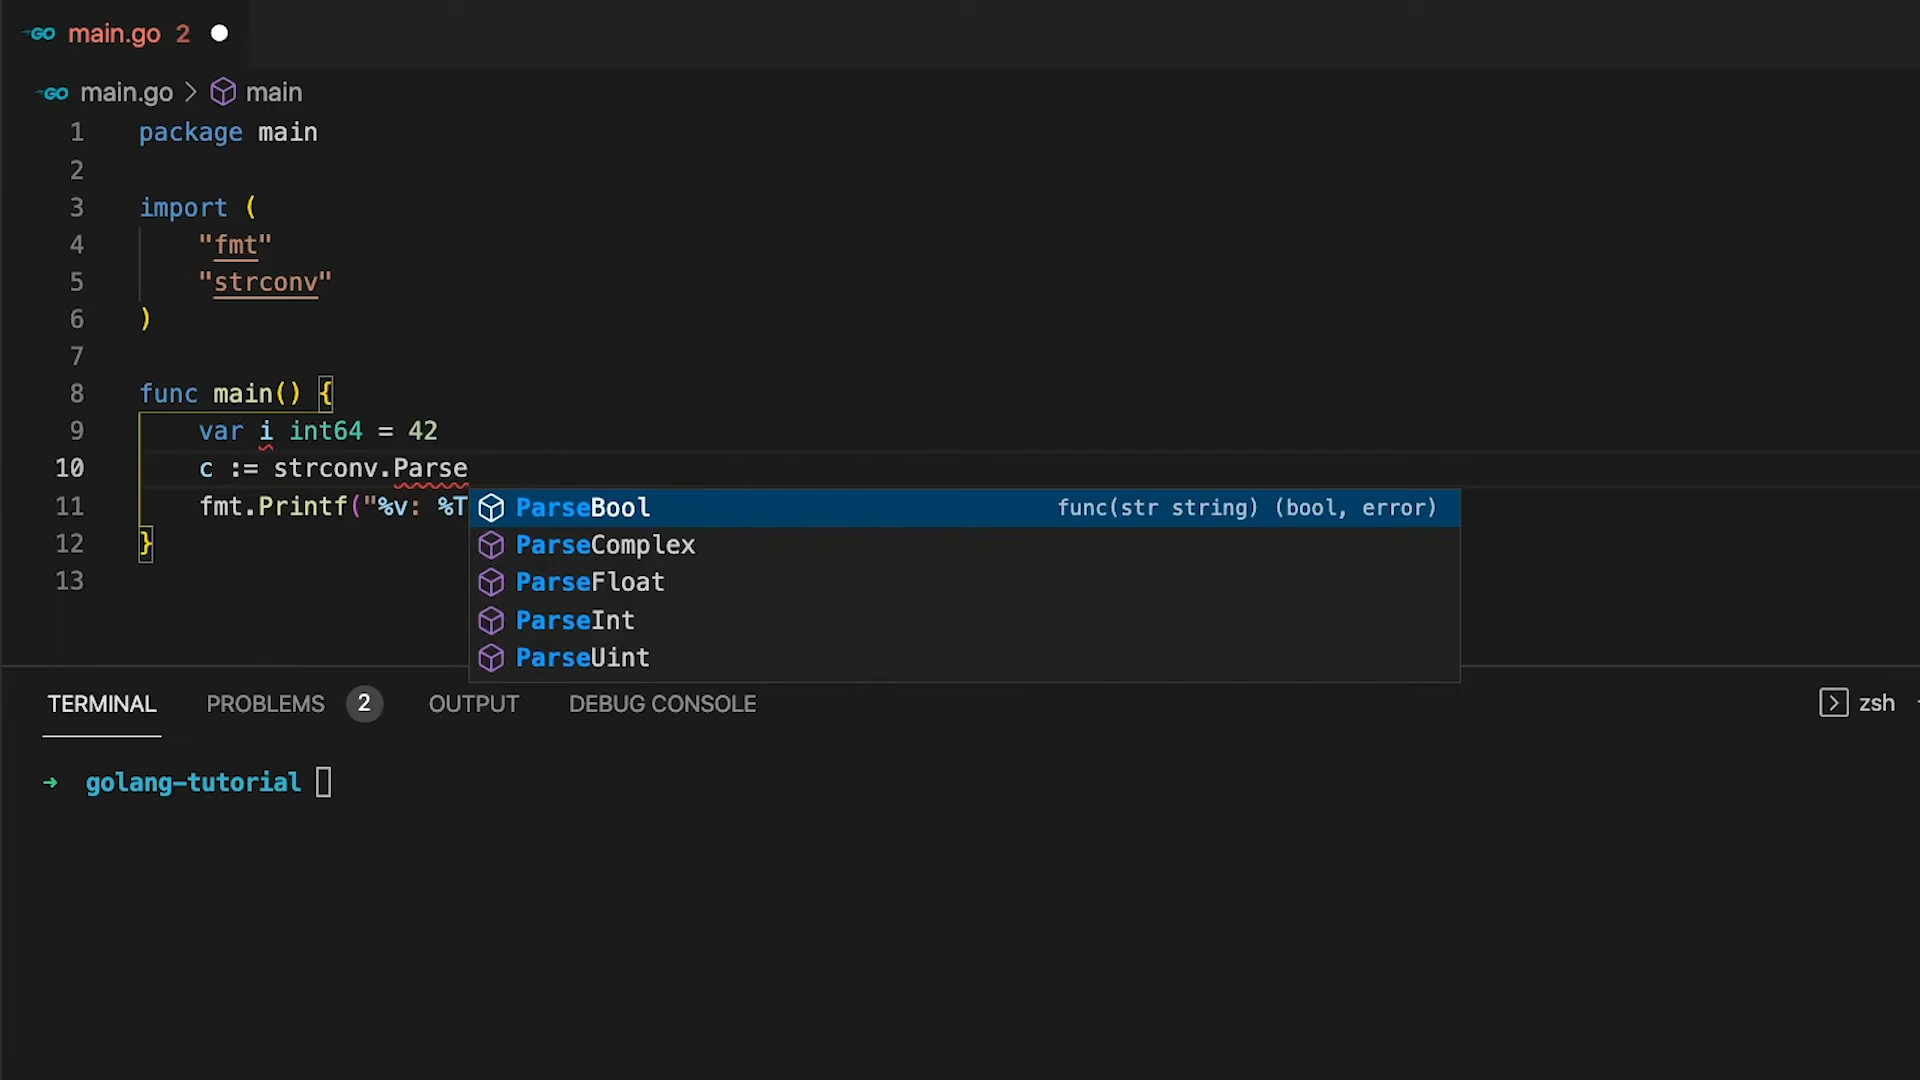 GO main.go 2
GO main.go > main
1 package main
2
3 import (
4 "fmt"
5 "strconv"
6 )
7
8 func main() {
9 var i int64 = 42
10 c := strconv.Parse
11 fmt.Printf("%v: %T
12 }
13
ParseBool func(str string) (bool, error)
ParseComplex
ParseFloat
ParseInt
ParseUint
TERMINAL PROBLEMS 2 OUTPUT DEBUG CONSOLE zsh
→ golang-tutorial